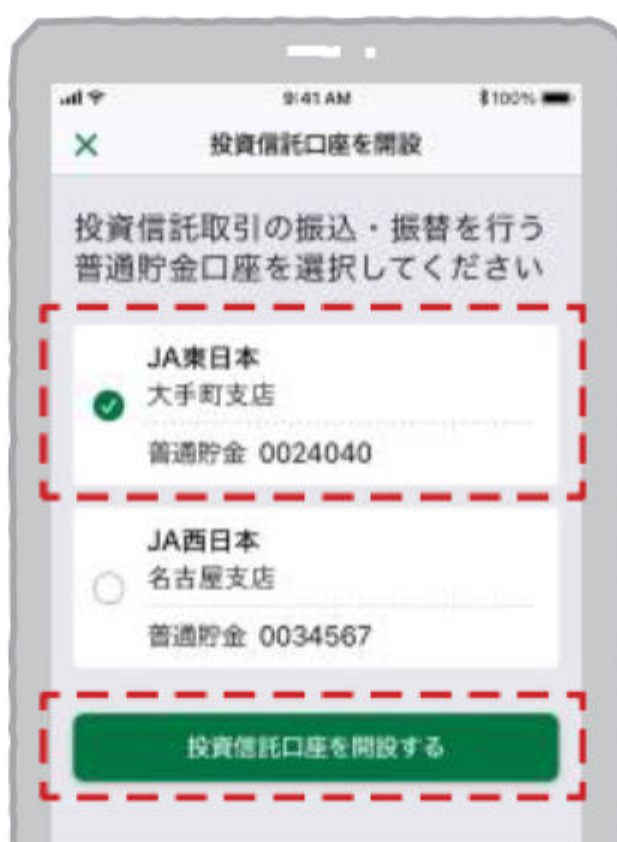 9:41 AM
100%
投資信託口座を開設
投資信託取引の振込・振替を行う
普通貯金口座を選択してください
JA東日本
大手町支店
普通貯金 0024040
JA西日本
名古屋支店
普通貯金 0034567
投資信託口座を開設する